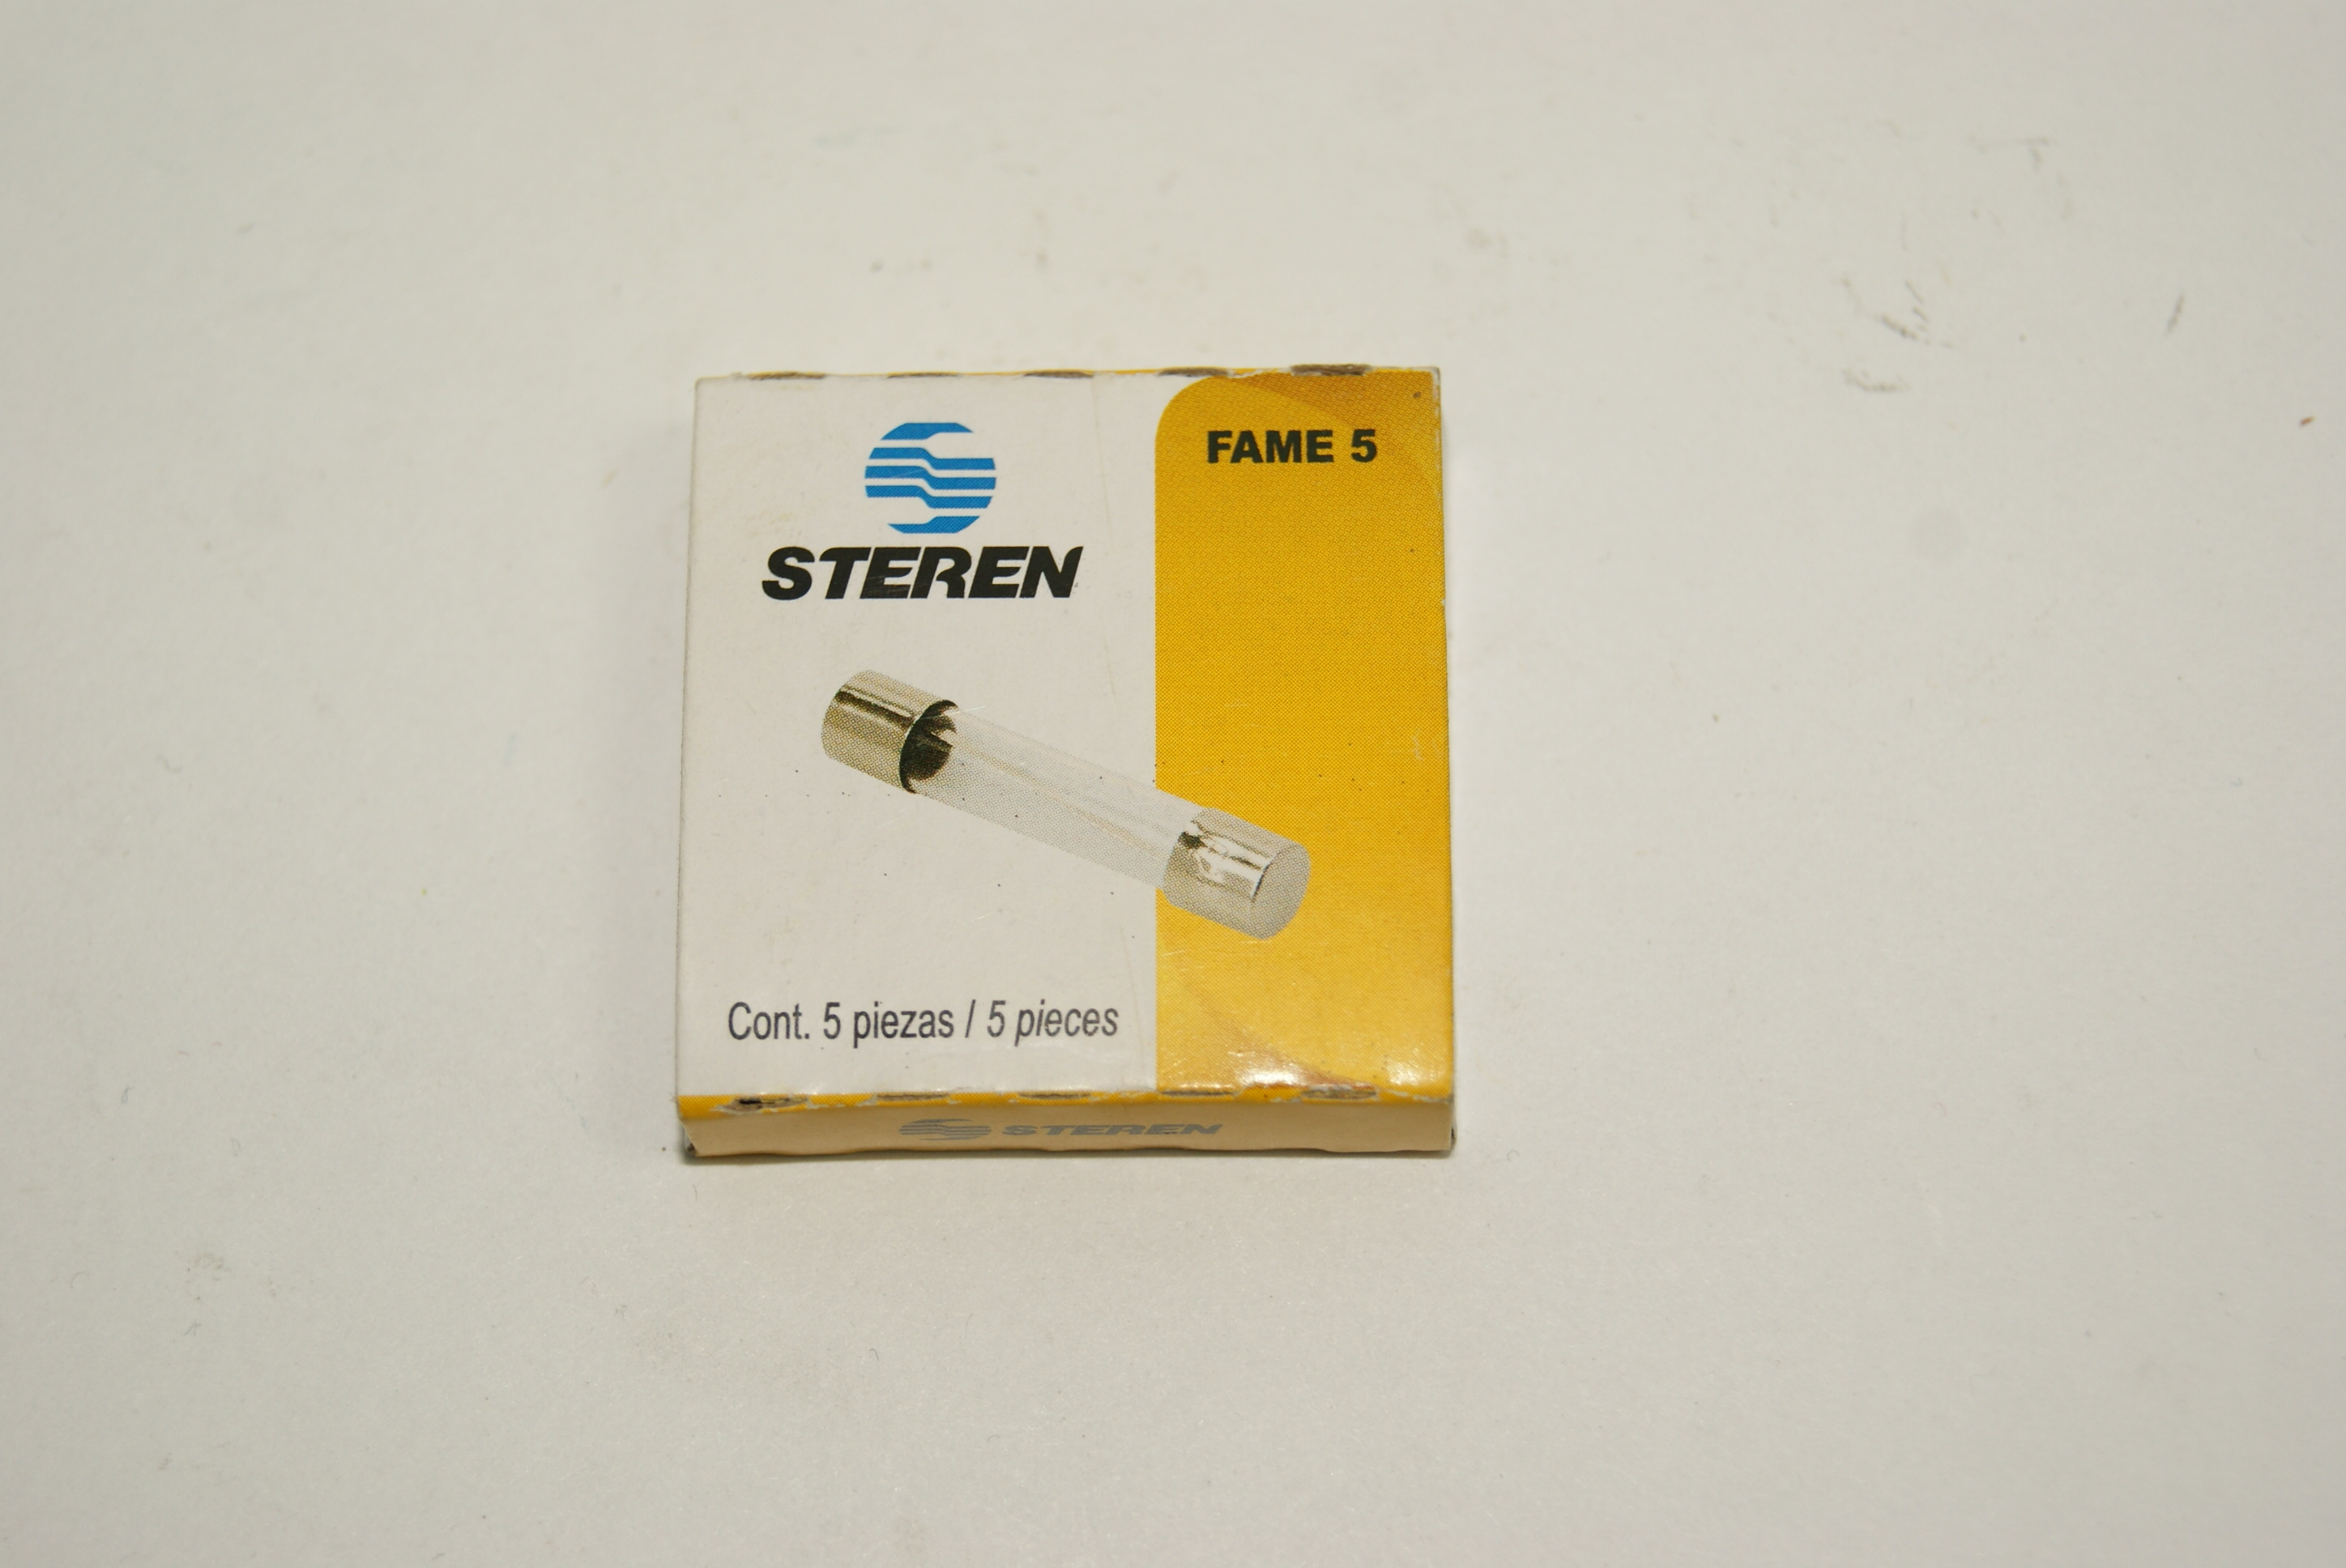 STEREN
FAME 5
Cont. 5 piezas / 5 pieces
STEREN